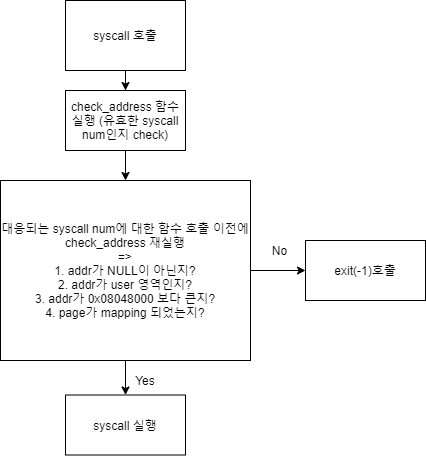 syscall 호출
check_address 함수
실행 (유효한 syscall
num인지 check)
대응되는 syscall num에 대한 함수 호출 이전에
check_address 재실행
=>
1. addr가 NULL이 아닌지?
2. addr가 user 영역인지?
3. addr가 0x08048000 보다 큰지?
4. page가 mapping 되었는지?
No
exit(-1)호출
Yes
syscall 실행